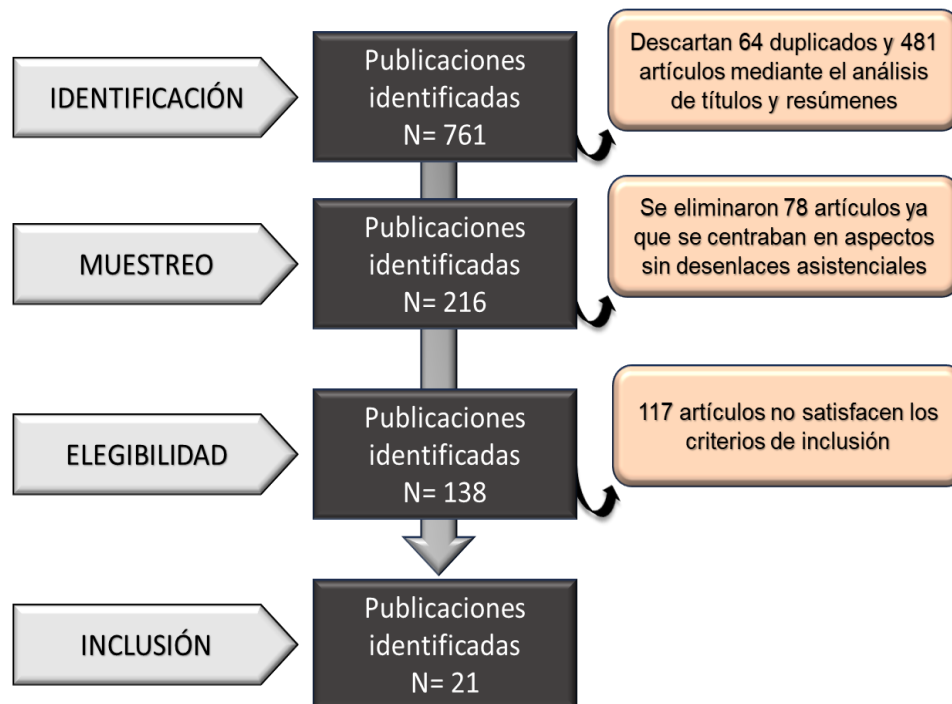 IDENTIFICACIÓN
Publicaciones
identificadas
N= 761
Descartan 64 duplicados y 481
artículos mediante el análisis
de títulos y resúmenes
MUESTREO
Publicaciones
identificadas
N= 216
Se eliminaron 78 artículos ya
que se centraban en aspectos
sin desenlaces asistenciales
ELEGIBILIDAD
Publicaciones
identificadas
N= 138
117 artículos no satisfacen los
criterios de inclusión
INCLUSIÓN
Publicaciones
identificadas
N= 21